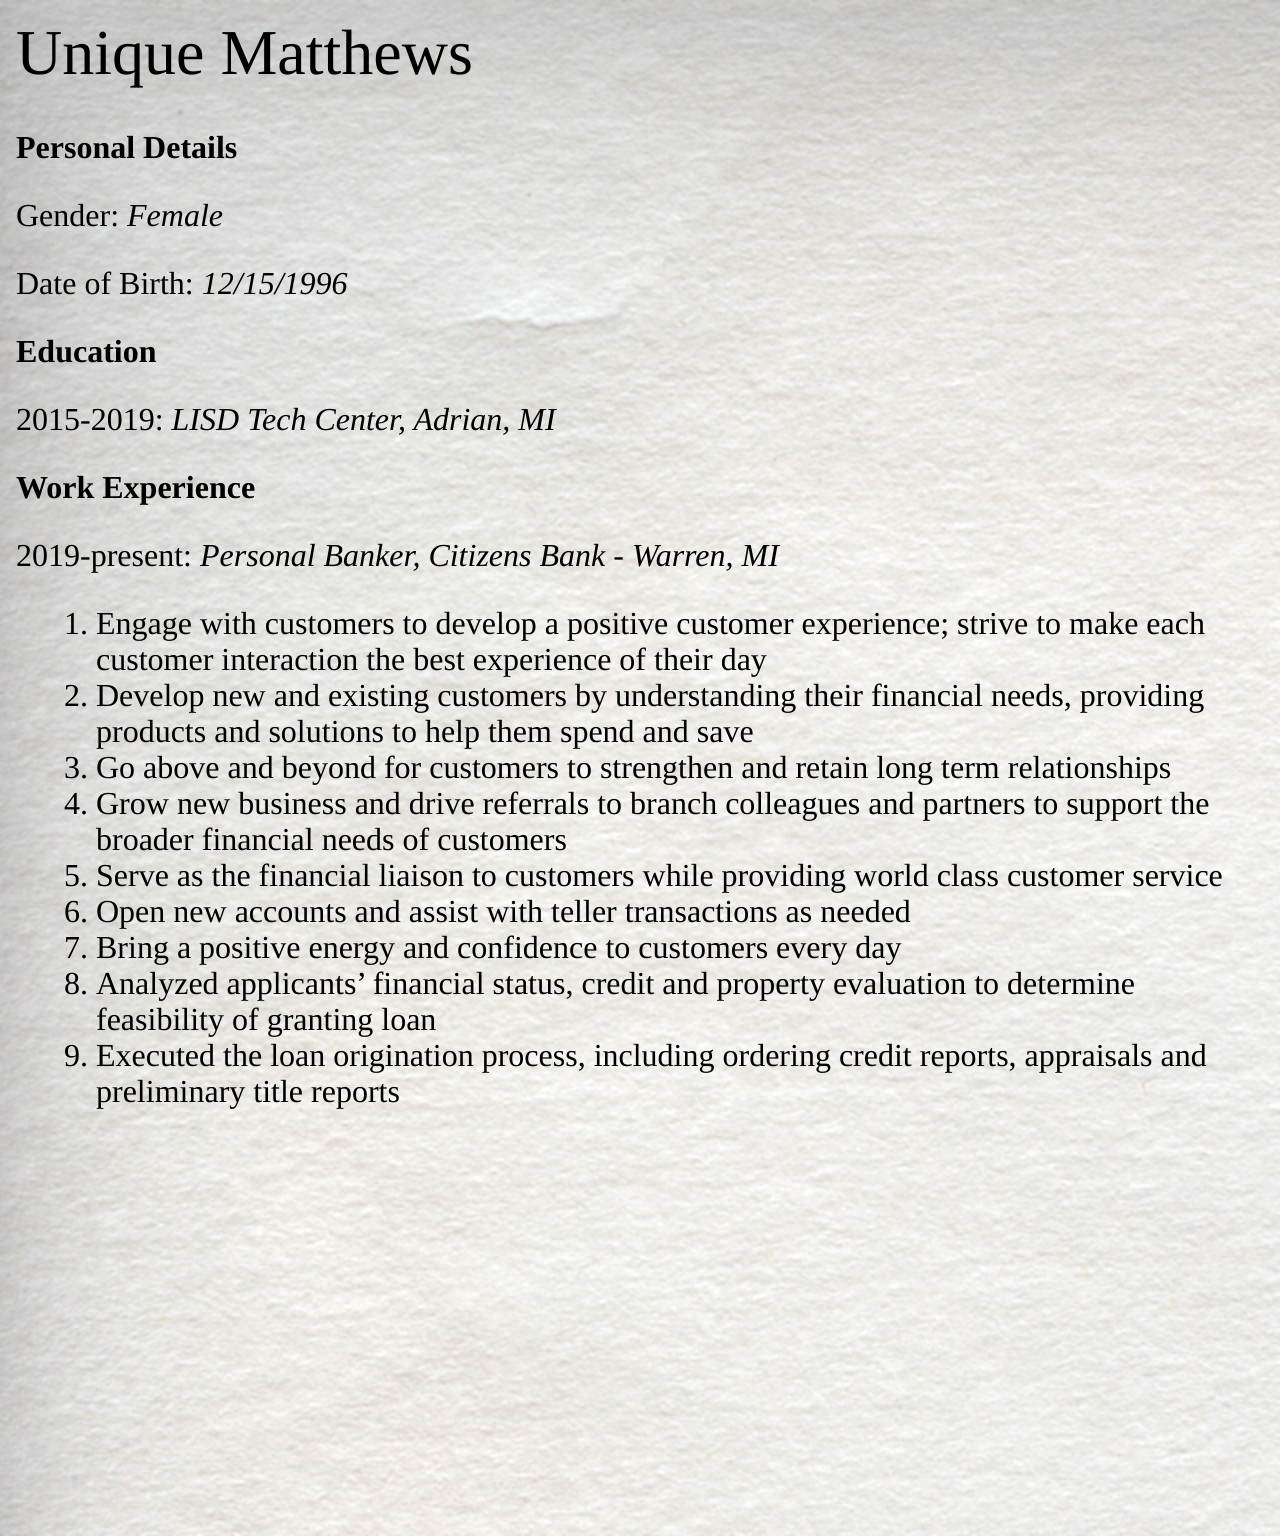 Unique Matthews
Personal Details
Gender: Female
Date of Birth: 12/15/1996
Education
2015-2019: LISD Tech Center, Adrian, MI
Work Experience
2019-present: Personal Banker, Citizens Bank - Warren, MI
1. Engage with customers to develop a positive customer experience; strive to make each
customer interaction the best experience of their day
2. Develop new and existing customers by understanding their financial needs, providing
products and solutions to help them spend and save
3. Go above and beyond for customers to strengthen and retain long term relationships
4. Grow new business and drive referrals to branch colleagues and partners to support the
broader financial needs of customers
5. Serve as the financial liaison to customers while providing world class customer service
6. Open new accounts and assist with teller transactions as needed
7. Bring a positive energy and confidence to customers every day
8. Analyzed applicants’ financial status, credit and property evaluation to determine
feasibility of granting loan
9. Executed the loan origination process, including ordering credit reports, appraisals and
preliminary title reports